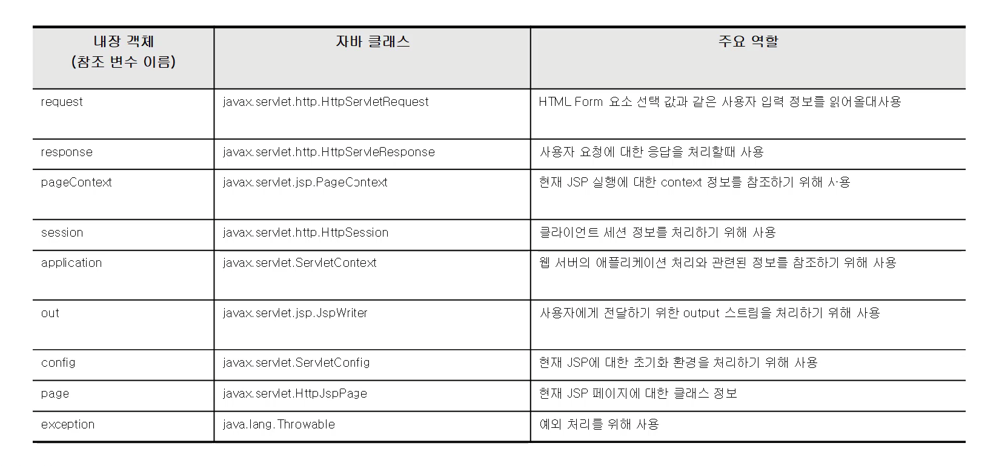 내장 객체 자바 클래스 주요 역할
(참조 변수 이름)
request javax.servlet.http.HttpServletRequest HTML Form 요소 선택 값과 같은 사용자 입력 정보를 읽어올대사용
response javax.servlet.http.HttpServleResponse 사용자 요청에 대한 응답을 처리할때 사용
pageContext javax.servlet.jsp.PageContext 현재 JSP 실행에 대한 context 정보를 참조하기 위해 사용
session javax.servlet.http.HttpSession 클라이언트 세션 정보를 처리하기 위해 사용
application javax.servlet.ServletContext 웹 서버의 애플리케이션 처리와 관련된 정보를 참조하기 위해 사용
out javax.servlet.jsp.JspWriter 사용자에게 전달하기 위한 output 스트림을 처리하기 위해 사용
config javax.servlet.ServletConfig 현재 JSP에 대한 초기화 환경을 처리하기 위해 사용
page javax.servlet.HttpJspPage 현재 JSP 페이지에 대한 클래스 정보
exception java.lang.Throwable 예외 처리를 위해 사용